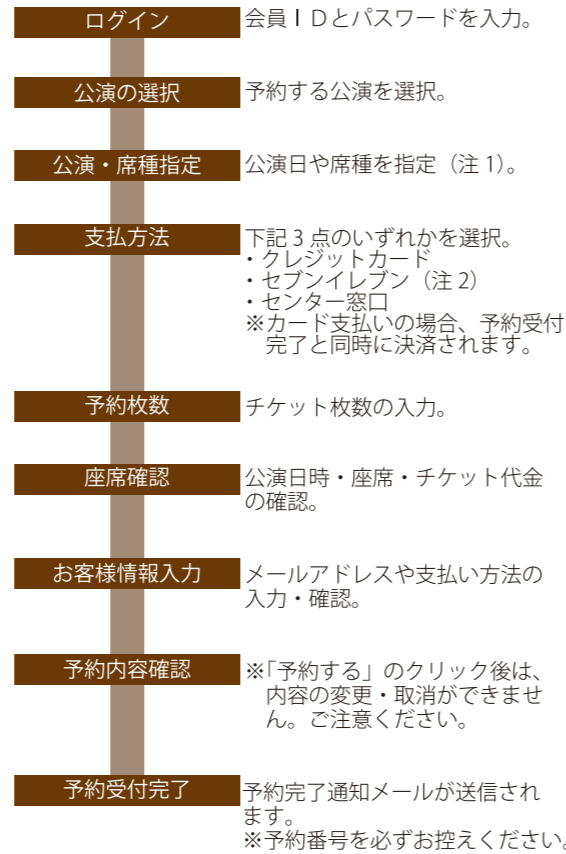 ログイン
会員ＩＤとパスワードを入力。
公演の選択
予約する公演を選択。
公演・席種指定
公演日や席種を指定（注1）。
支払方法
下記3点のいずれかを選択。
・クレジットカード
・セブンイレブン（注2）
・センター窓口
※カード支払いの場合、予約受付
完了と同時に決済されます。
予約枚数
チケット枚数の入力。
座席確認
公演日時・座席・チケット代金
の確認。
お客様情報入力
メールアドレスや支払い方法の
入力・確認。
予約内容確認
※「予約する」のクリック後は、
内容の変更・取消ができませ
ん。ご注意ください。
予約受付完了
予約完了通知メールが送信され
ます。
※予約番号を必ずお控えください。